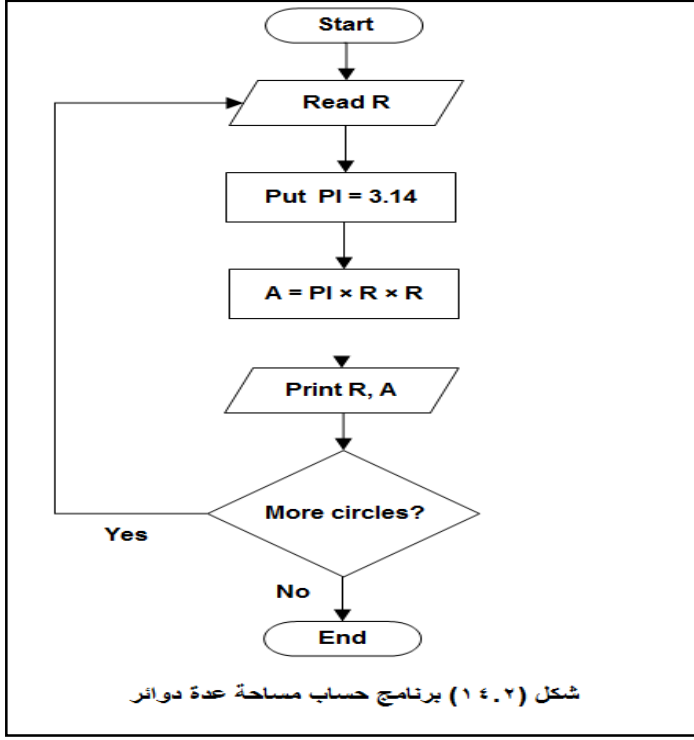 Start
Read R
Put PI = 3.14
A = PI × R × R
Print R, A
More circles?
Yes
No
End
شكل (١٤.٢) برنامج حساب مساحة عدة دوائر